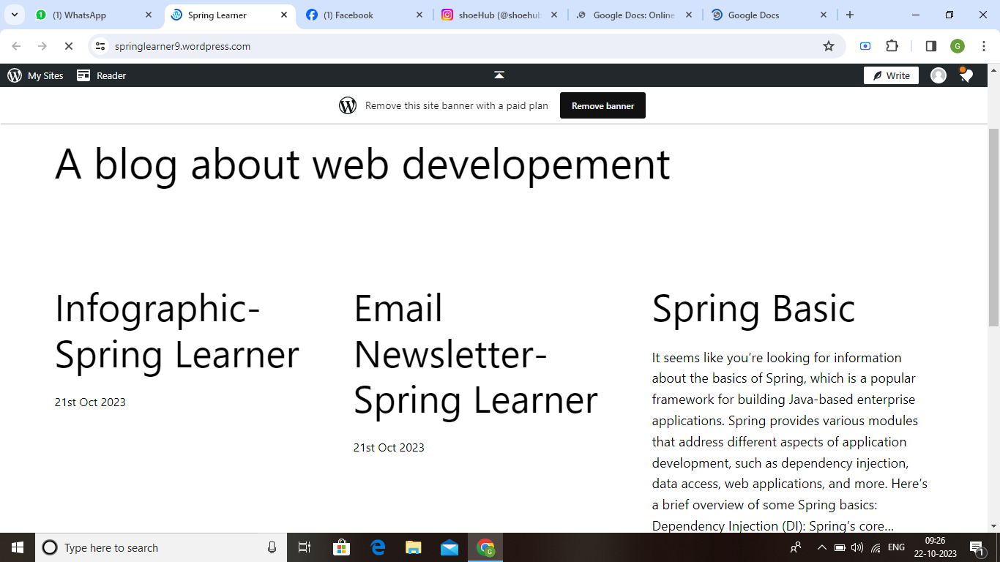 (1) WhatsApp
Spring Learner
(1) Facebook
shoeHub (@shoehub
Google Docs: Online
Google Docs
springlearner9.wordpress.com
G
My Sites
Reader
Write
Remove this site banner with a paid plan
Remove banner
A blog about web developement
Infographic-
Spring Learner
21st Oct 2023
Email
Newsletter-
Spring Learner
21st Oct 2023
Spring Basic
It seems like you’re looking for information
about the basics of Spring, which is a popular
framework for building Java-based enterprise
applications. Spring provides various modules
that address different aspects of application
development, such as dependency injection,
data access, web applications, and more. Here’s
a brief overview of some Spring basics:
Dependency Injection (DI): Spring’s core…
Type here to search
G
ENG
09:26
22-10-2023
1